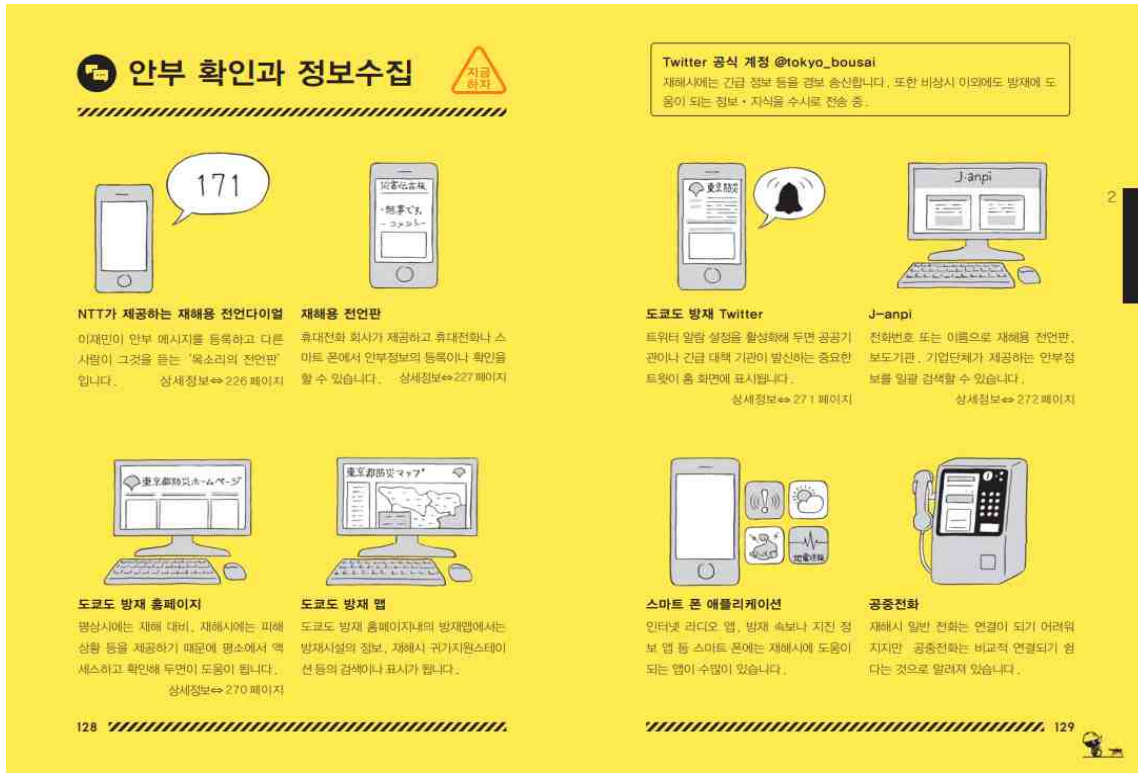 안부 확인과 정보수집
지금
하자
171
災害伝言板
・無事です。
- コメント -
NTT가 제공하는 재해용 전언다이얼
이재민이 안부 메시지를 등록하고 다른
사람이 그것을 듣는 ‘목소리의 전언판’
입니다. 상세정보⇔226 페이지
재해용 전언판
휴대전화 회사가 제공하고 휴대전화나 스
마트 폰에서 안부정보의 등록이나 확인을
할 수 있습니다. 상세정보⇔227 페이지
東京都防災ホームページ
도쿄도 방재 홈페이지
평상시에는 재해 대비, 재해시에는 피해
상황 등을 제공하기 때문에 평소에서 액
세스하고 확인해 두면이 도움이 됩니다.
상세정보⇔270 페이지
東京都防災マップ
도쿄도 방재 맵
도쿄도 방재 홈페이지내의 방재맵에서는
방재시설의 정보, 재해시 귀가지원스테이
션 등의 검색이나 표시가 됩니다.
128
Twitter 공식 계정 @tokyo_bousai
재해시에는 긴급 정보 등을 경보 송신합니다. 또한 비상시 이외에도 방재에 도
움이 되는 정보・지식을 수시로 전송 중.
東京防災
도쿄도 방재 Twitter
트위터 알람 설정을 활성화해 두면 공공기
관이나 긴급 대책 기관이 발신하는 중요한
트윗이 홈 화면에 표시됩니다.
상세정보⇔271 페이지
J-anpi
J-anpi
전화번호 또는 이름으로 재해용 전언판,
보도기관, 기업단체가 제공하는 안부정
보를 일괄 검색할 수 있습니다.
상세정보⇔272 페이지
2
地震情報
스마트 폰 애플리케이션
인터넷 라디오 앱, 방재 속보나 지진 정
보 앱 등 스마트 폰에는 재해시에 도움이
되는 앱이 수많이 있습니다.
공중전화
재해시 일반 전화는 연결이 되기 어려워
지지만 공중전화는 비교적 연결되기 쉽
다는 것으로 알려져 있습니다.
129